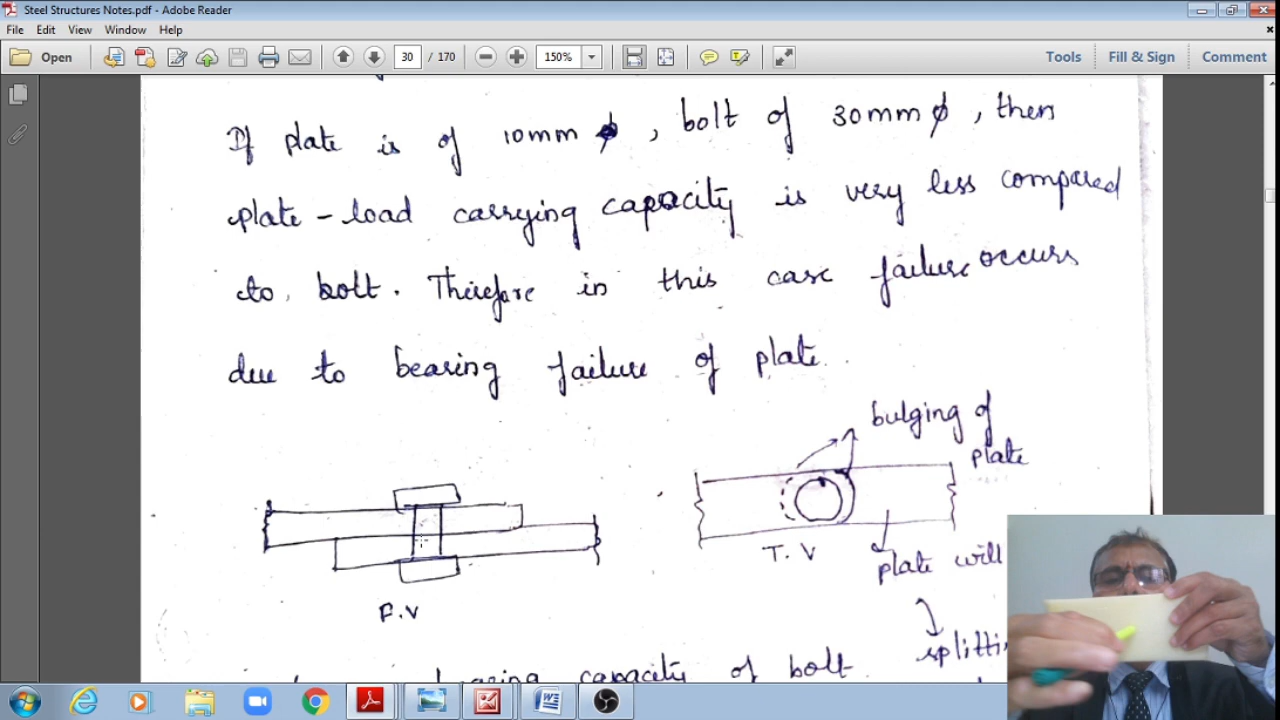 Steel Structures Notes.pdf - Adobe Reader
File Edit View Window Help
Open 30 / 170 150% Tools Fill & Sign Comment
If plate is of 10mm ϕ, bolt of 30mm ϕ, then
plate - load carrying capacity is very less compared
to bolt. Therefore in this case failure occurs
due to bearing failure of plate.
bulging of
plate
T. V
plate will
F.V
splitti
capacity of bolt